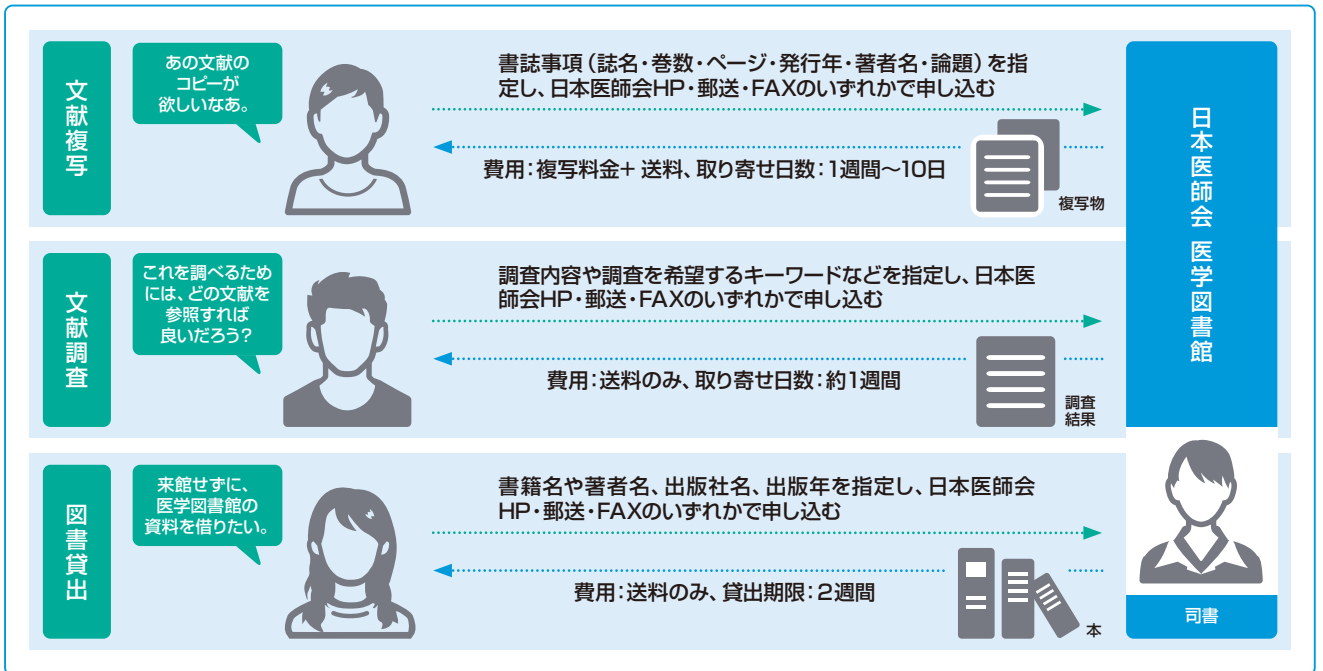 文献複写
あの文献の
コピーが
欲しいなあ。
書誌事項（誌名・巻数・ページ・発行年・著者名・論題）を指
定し、日本医師会HP・郵送・FAXのいずれかで申し込む
費用：複写料金＋ 送料、取り寄せ日数：1週間～10日
複写物
文献調査
これを調べるため
には、どの文献を
参照すれば
良いだろう？
調査内容や調査を希望するキーワードなどを指定し、日本医
師会HP・郵送・FAXのいずれかで申し込む
費用：送料のみ、取り寄せ日数：約1週間
調査
結果
図書貸出
来館せずに、
医学図書館の
資料を借りたい。
書籍名や著者名、出版社名、出版年を指定し、日本医師会
HP・郵送・FAXのいずれかで申し込む
費用：送料のみ、貸出期限：2週間
本
日本医師会 医学図書館
司書